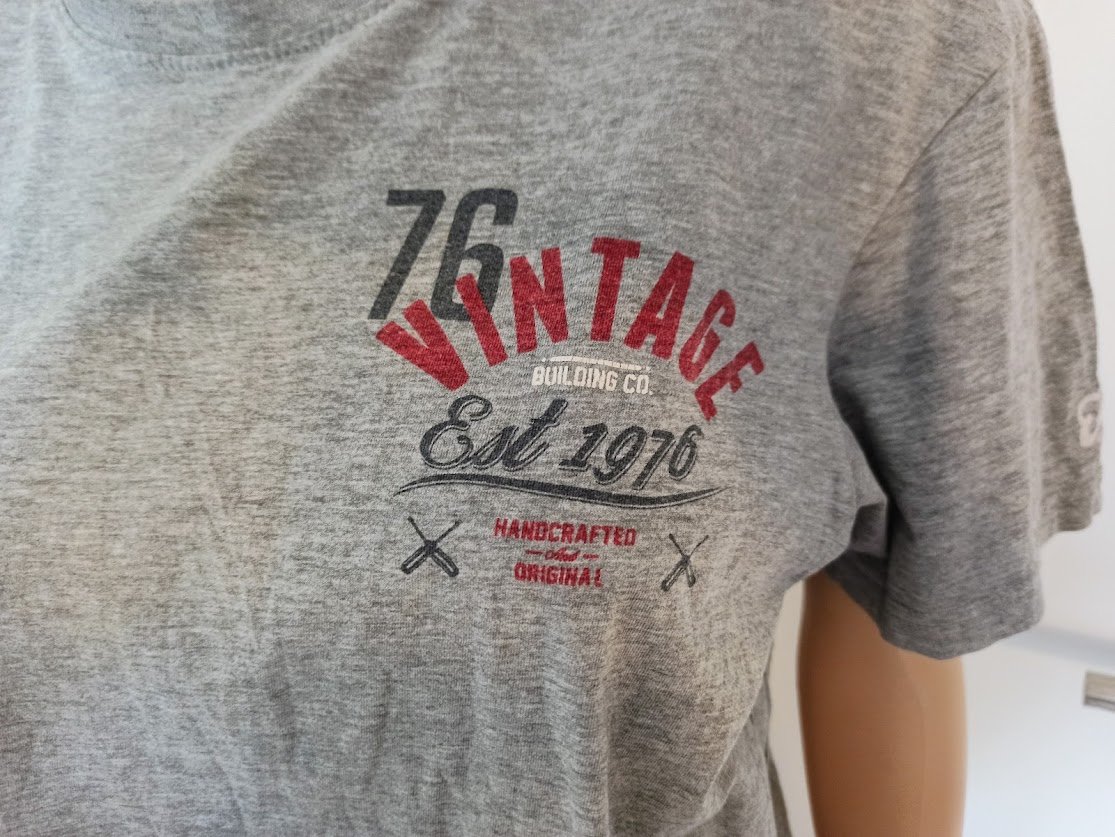 76
VINTAGE
BUILDING CO.
Est 1976
HANDCRAFTED
And
ORIGINAL